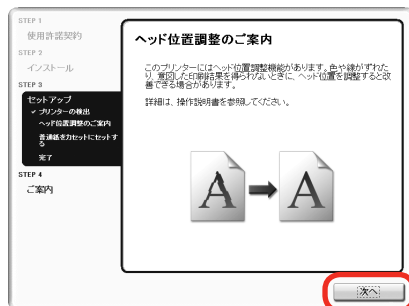 STEP 1
使用許諾契約
STEP 2
インストール
STEP 3
セットアップ
✓ プリンターの検出
ヘッド位置調整のご案内
普通紙をカセットにセットす
る
完了
STEP 4
ご案内
ヘッド位置調整のご案内
このプリンターにはヘッド位置調整機能があります。色や線がずれた
り、意図した印刷結果を得られないときに、ヘッド位置を調整すると改
善できる場合があります。
詳細は、操作説明書を参照してください。
A
A
次へ